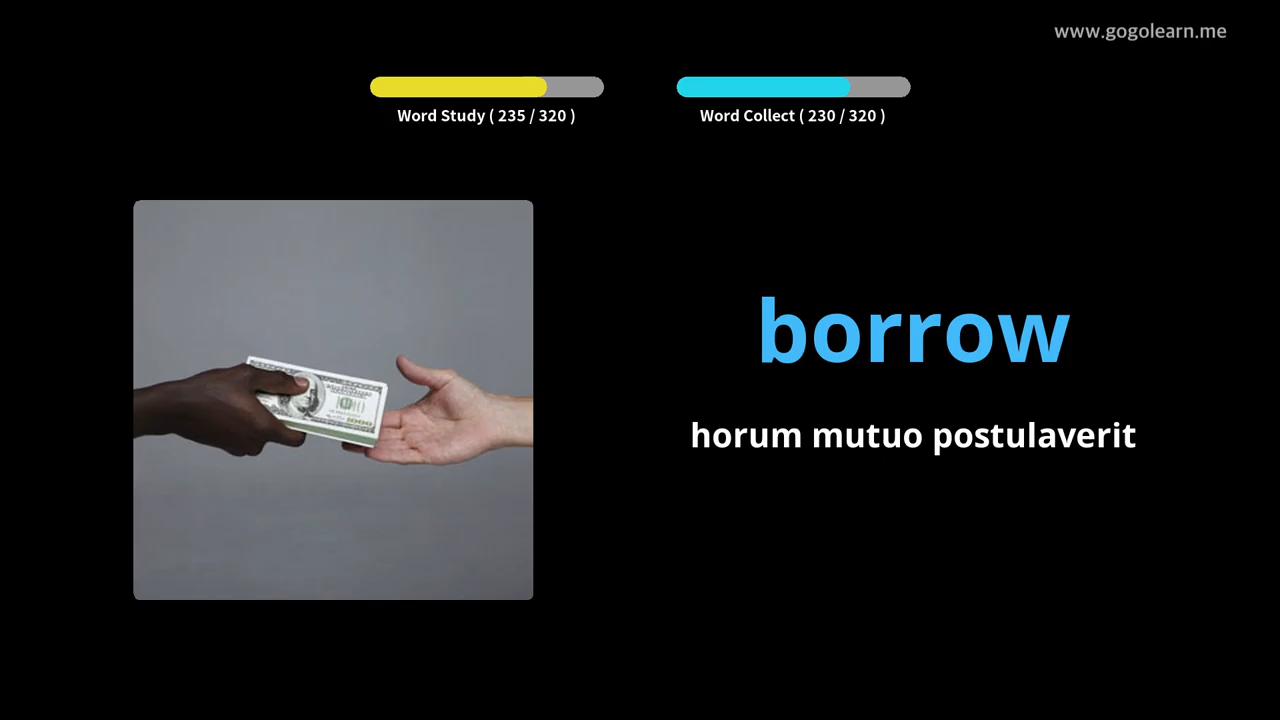 www.gogolearn.me
Word Study ( 235 / 320 )
Word Collect ( 230 / 320 )
borrow
horum mutuo postulaverit